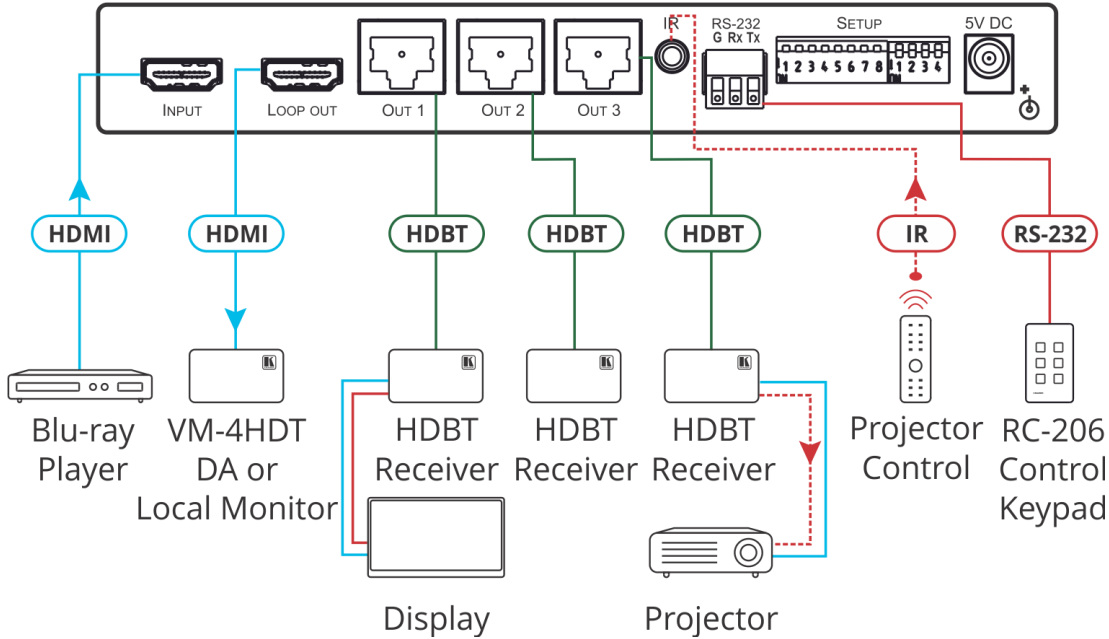 IR
RS-232
G Rx Tx
SETUP
5V DC
1 2 3 4 5 6 7 8
1 2 3 4
INPUT
LOOP OUT
OUT 1
OUT 2
OUT 3
+
HDMI
HDMI
HDBT
HDBT
HDBT
IR
RS-232
Blu-ray
Player
VM-4HDT
DA or
Local Monitor
HDBT
Receiver
HDBT
Receiver
HDBT
Receiver
Projector
Control
RC-206
Control
Keypad
Display
Projector